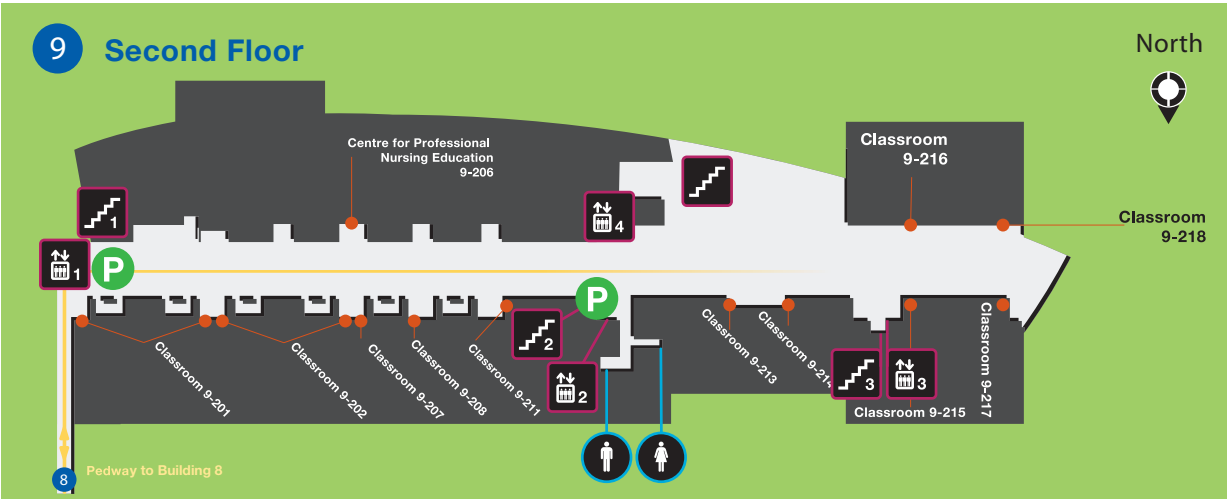 9 Second Floor
North
Centre for Professional
Nursing Education
9-206
Classroom
9-216
Classroom
9-218
1
4
1
P
P
2
2
3
3
Classroom 9-201
Classroom 9-202
Classroom 9-207
Classroom 9-208
Classroom 9-211
Classroom 9-213
Classroom
Classroom 9-215
Classroom 9-217
8
Pedway to Building 8